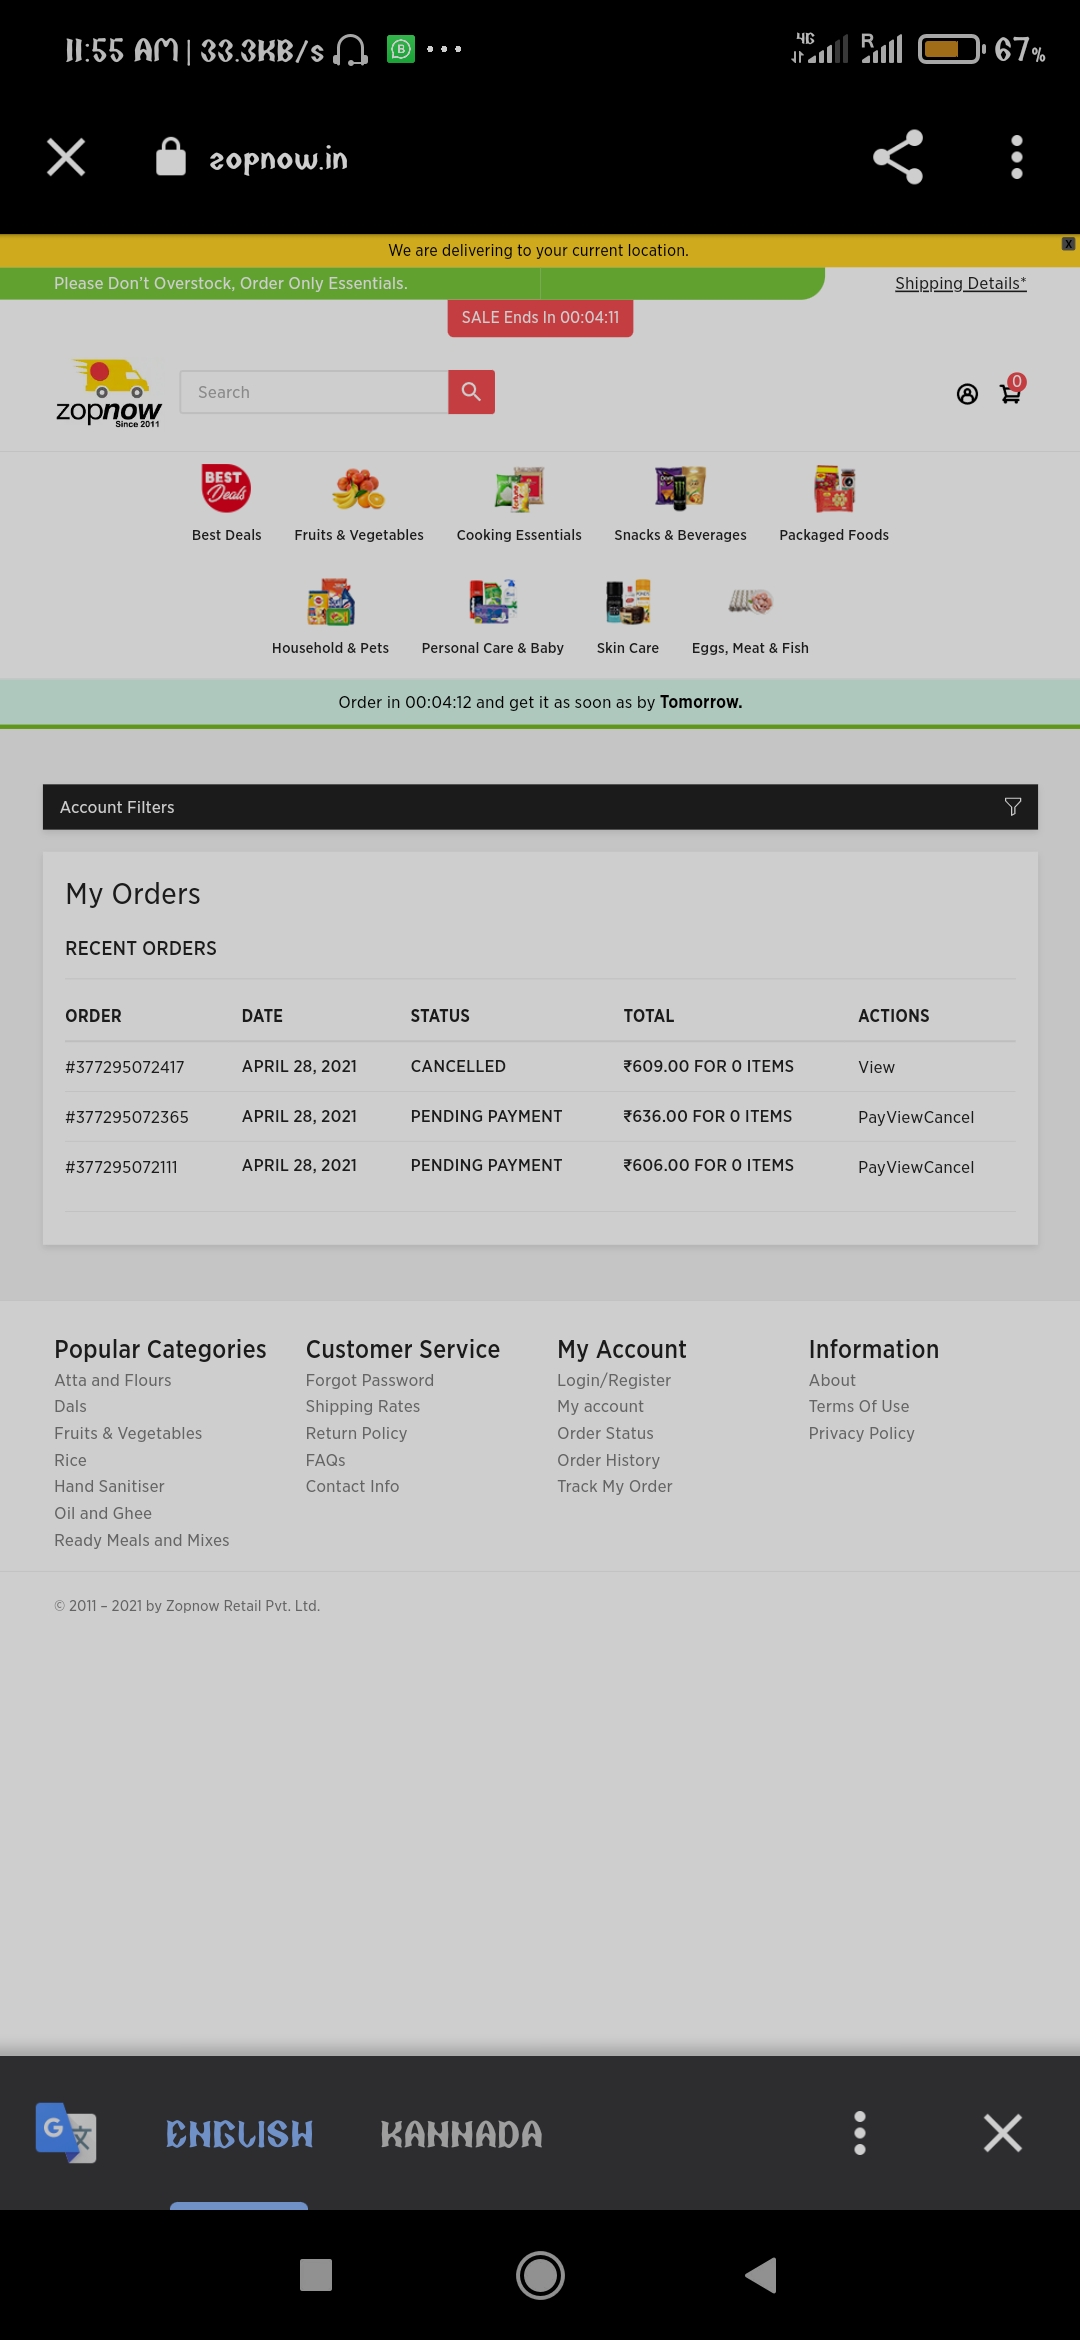 11:55 AM | 33.3KB/s
4G
R
67%
zopnow.in
We are delivering to your current location.
X
Please Don't Overstock, Order Only Essentials.
Shipping Details*
SALE Ends In 00:04:11
zopnow
Since 2011
Search
0
BEST
Deals
Best Deals
Fruits & Vegetables
Cooking Essentials
Snacks & Beverages
Packaged Foods
Household & Pets
Personal Care & Baby
Skin Care
Eggs, Meat & Fish
Order in 00:04:12 and get it as soon as by Tomorrow.
Account Filters
My Orders
RECENT ORDERS
ORDER DATE STATUS TOTAL ACTIONS
#377295072417 APRIL 28, 2021 CANCELLED ₹609.00 FOR 0 ITEMS View
#377295072365 APRIL 28, 2021 PENDING PAYMENT ₹636.00 FOR 0 ITEMS PayViewCancel
#377295072111 APRIL 28, 2021 PENDING PAYMENT ₹606.00 FOR 0 ITEMS PayViewCancel
Popular Categories
Atta and Flours
Dals
Fruits & Vegetables
Rice
Hand Sanitiser
Oil and Ghee
Ready Meals and Mixes
Customer Service
Forgot Password
Shipping Rates
Return Policy
FAQs
Contact Info
My Account
Login/Register
My account
Order Status
Order History
Track My Order
Information
About
Terms Of Use
Privacy Policy
© 2011 – 2021 by Zopnow Retail Pvt. Ltd.
G 文
ENGLISH
KANNADA